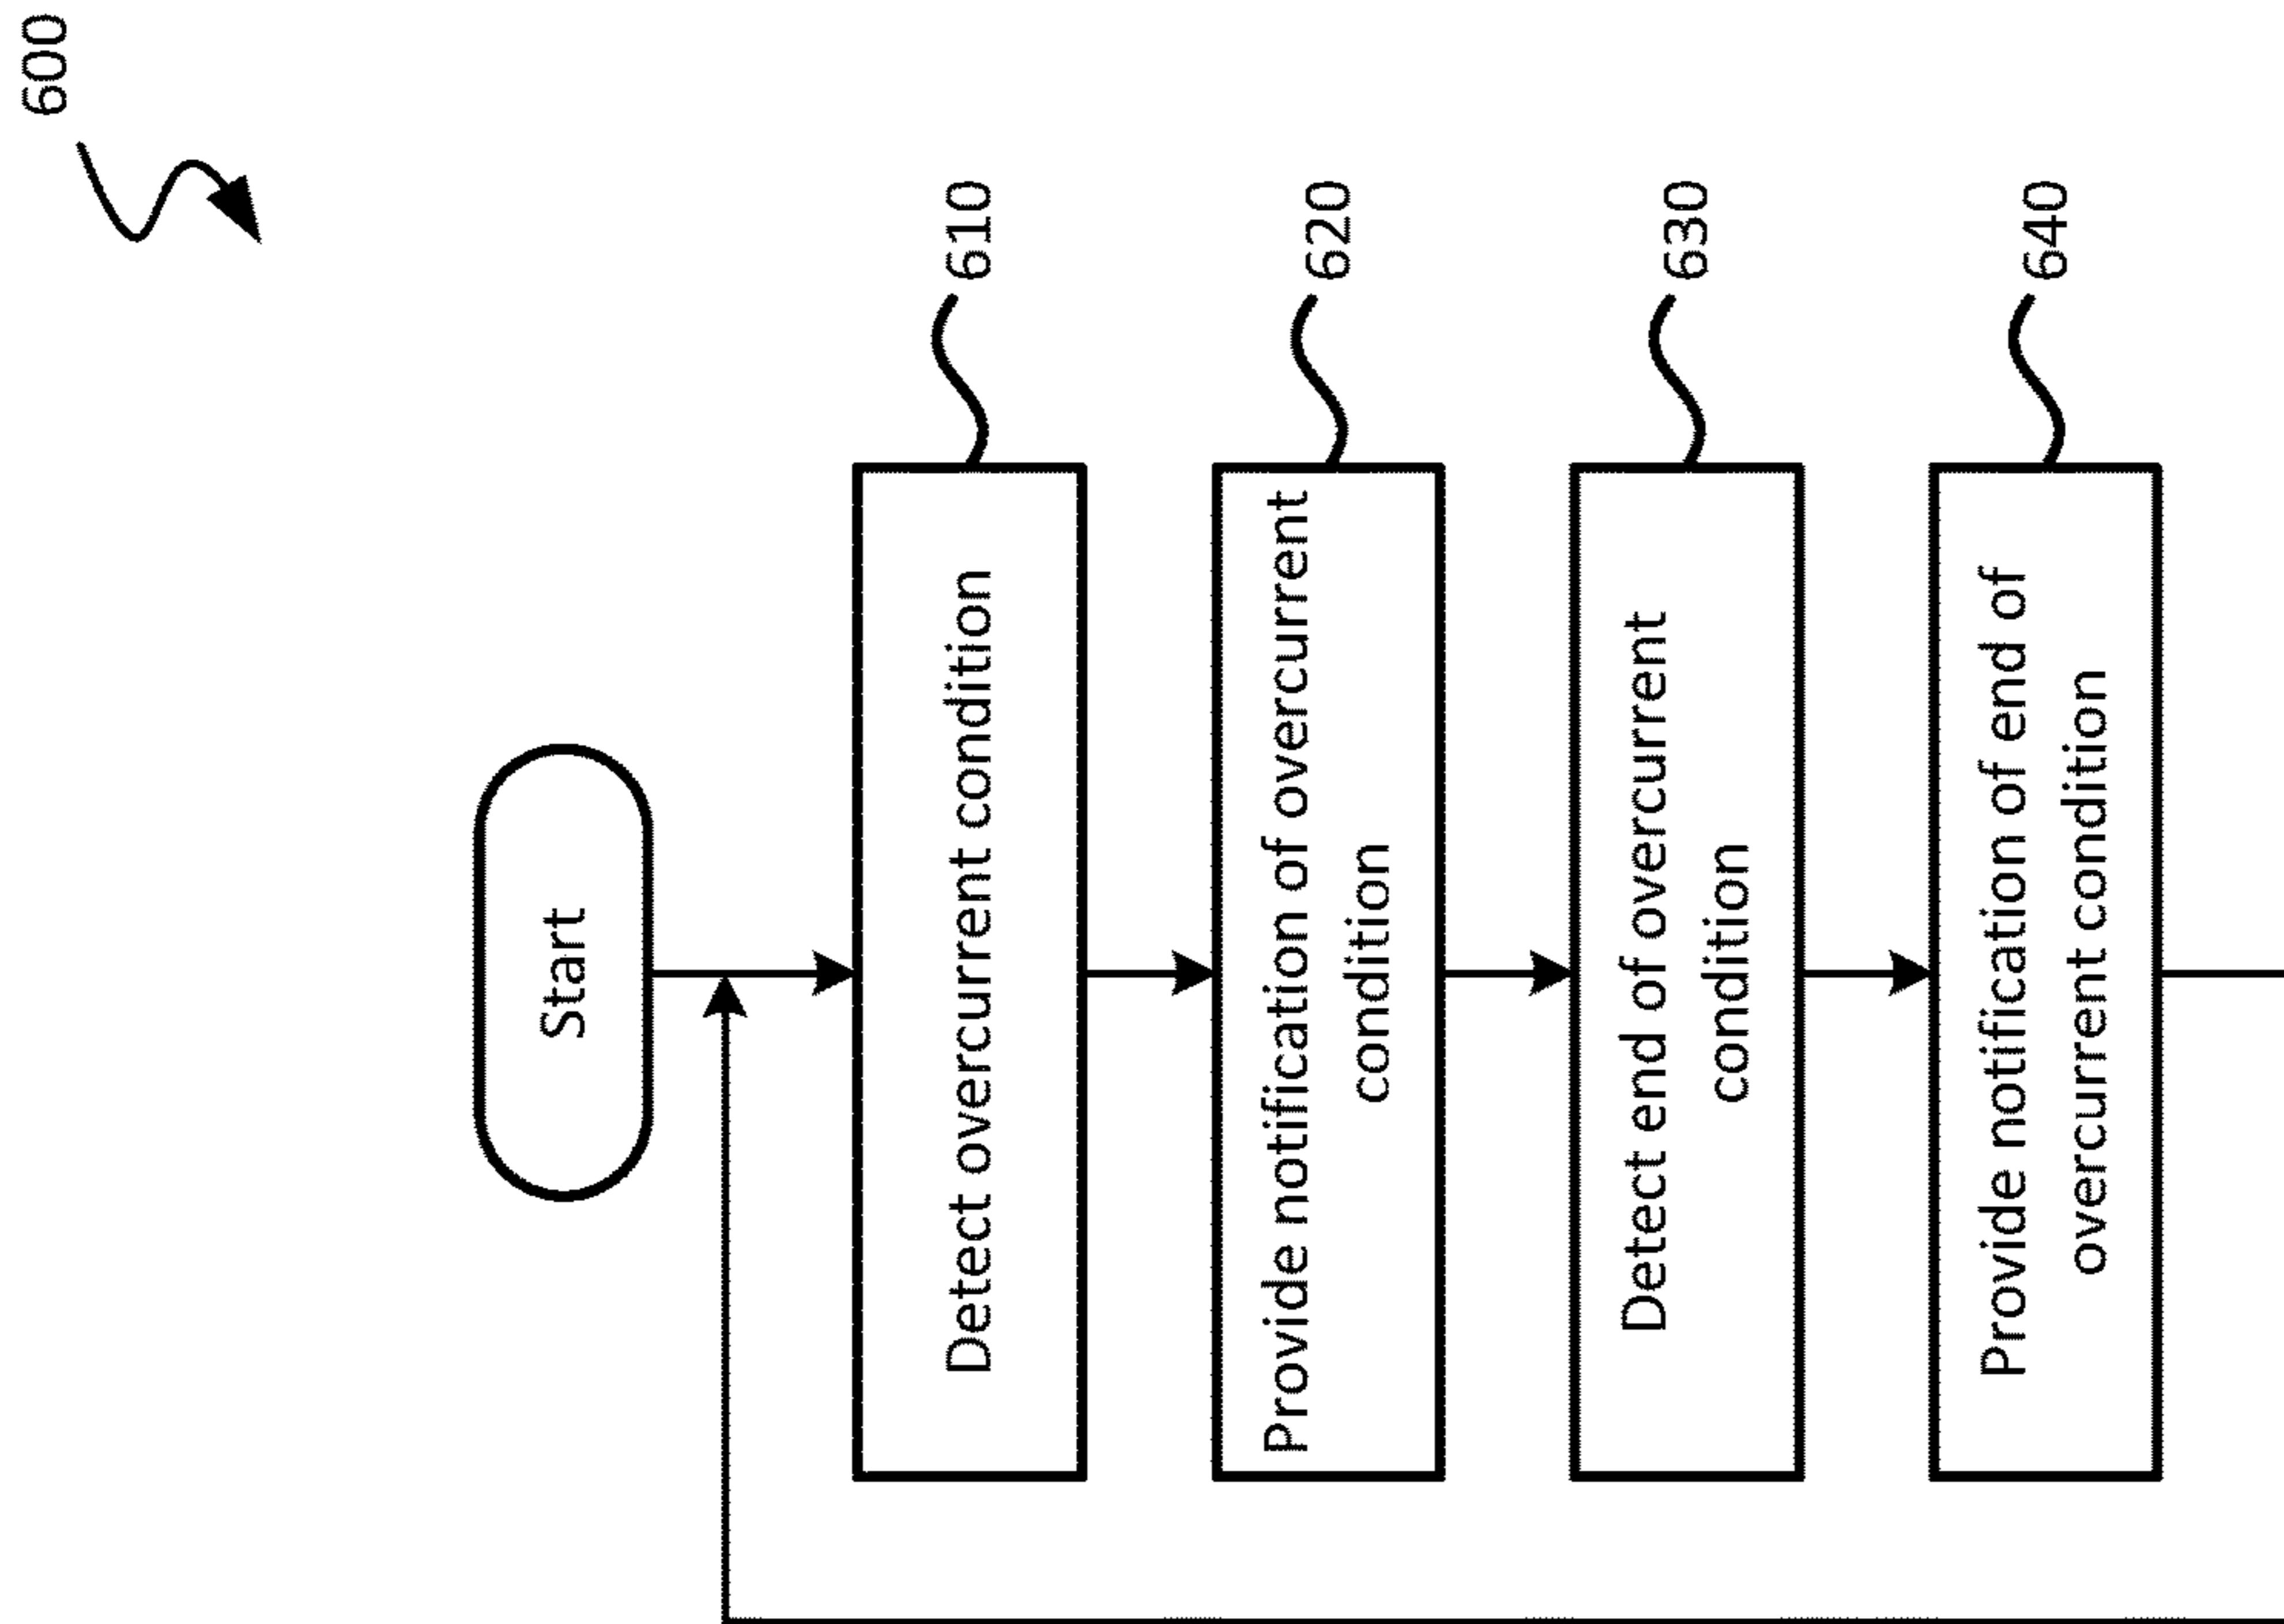 600
Start
Detect overcurrent condition
610
Provide notification of overcurrent
condition
620
Detect end of overcurrent
condition
630
Provide notification of end of
overcurrent condition
640